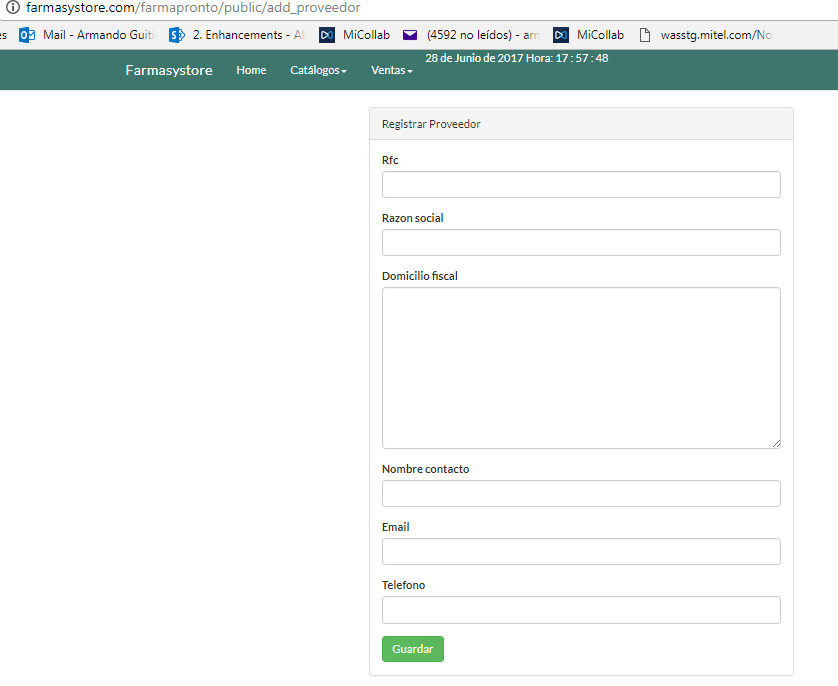 farmasystore.com/farmapronto/public/add_proveedor
es Mail - Armando Guiti 2. Enhancements - Al MiCollab (4592 no leídos) - arm MiCollab wasstg.mitel.com/No
Farmasystore Home Catálogos Ventas 28 de Junio de 2017 Hora: 17 : 57 : 48
Registrar Proveedor
Rfc
Razon social
Domicilio fiscal
Nombre contacto
Email
Telefono
Guardar